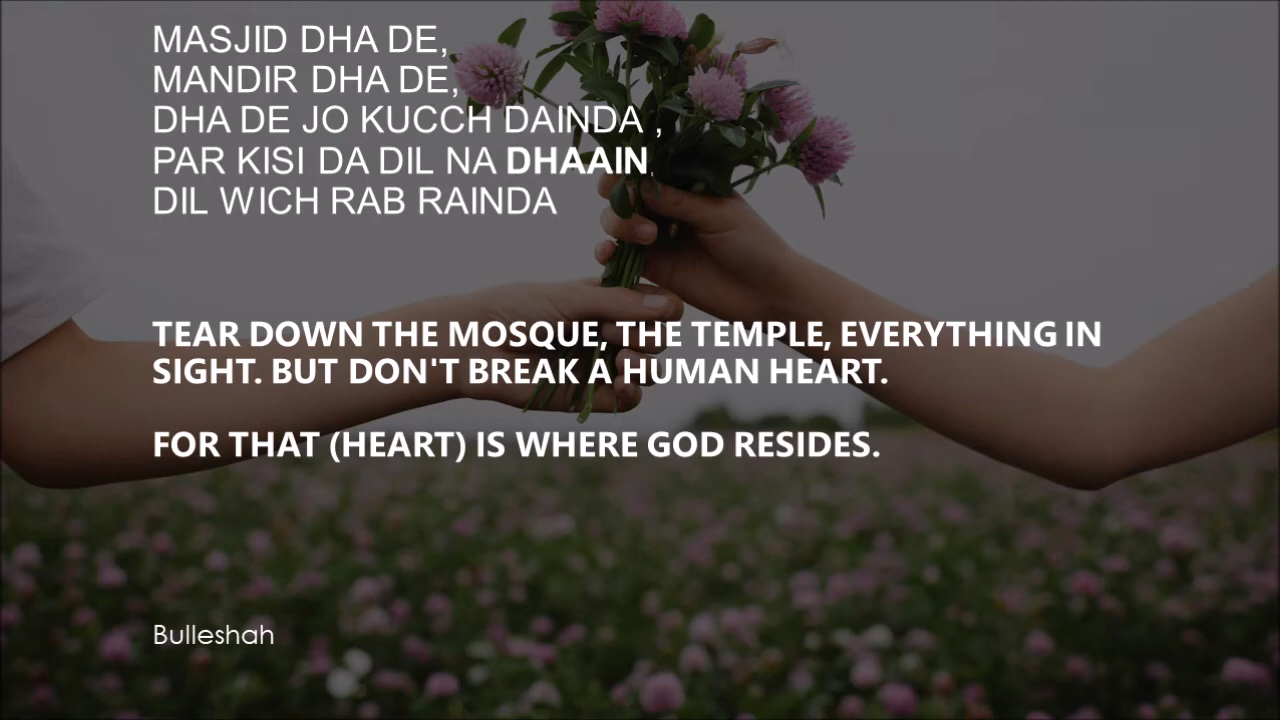 MASJID DHA DE,
MANDIR DHA DE,
DHA DE JO KUCCH DAINDA ,
PAR KISI DA DIL NA DHAAIN,
DIL WICH RAB RAINDA
TEAR DOWN THE MOSQUE, THE TEMPLE, EVERYTHING IN
SIGHT. BUT DON'T BREAK A HUMAN HEART.
FOR THAT (HEART) IS WHERE GOD RESIDES.
Bulleshah